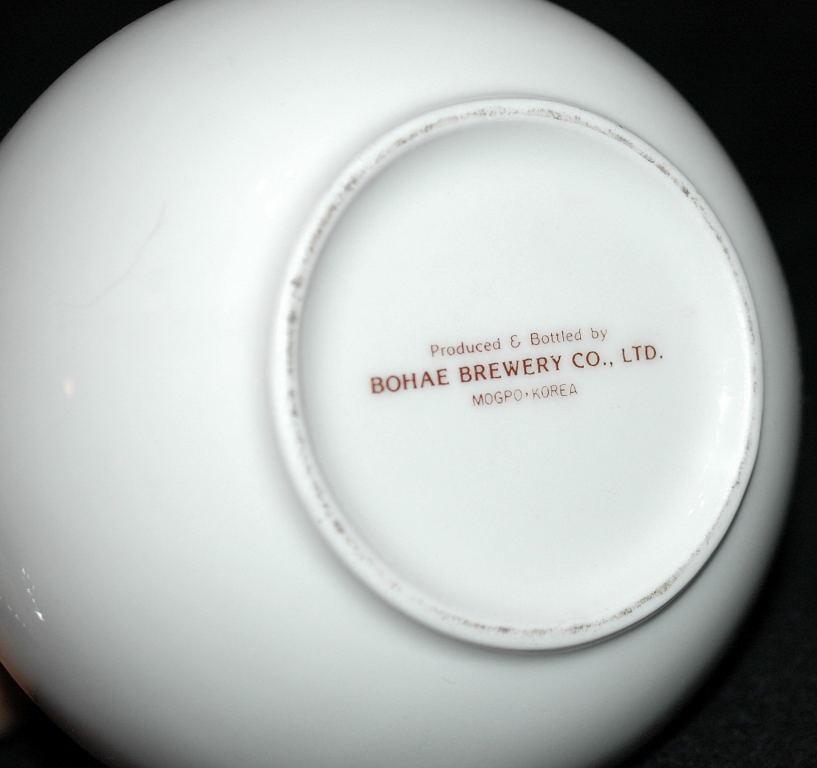 Produced & Bottled by
BOHAE BREWERY CO., LTD.
MOGPO·KOREA